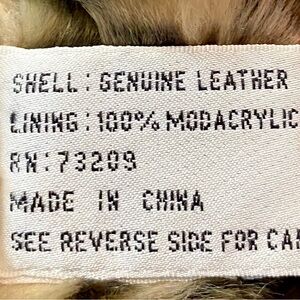 SHELL: GENUINE LEATHER
LINING: 100% MODACRYLIC
RN: 73209
MADE IN CHINA
SEE REVERSE SIDE FOR CA